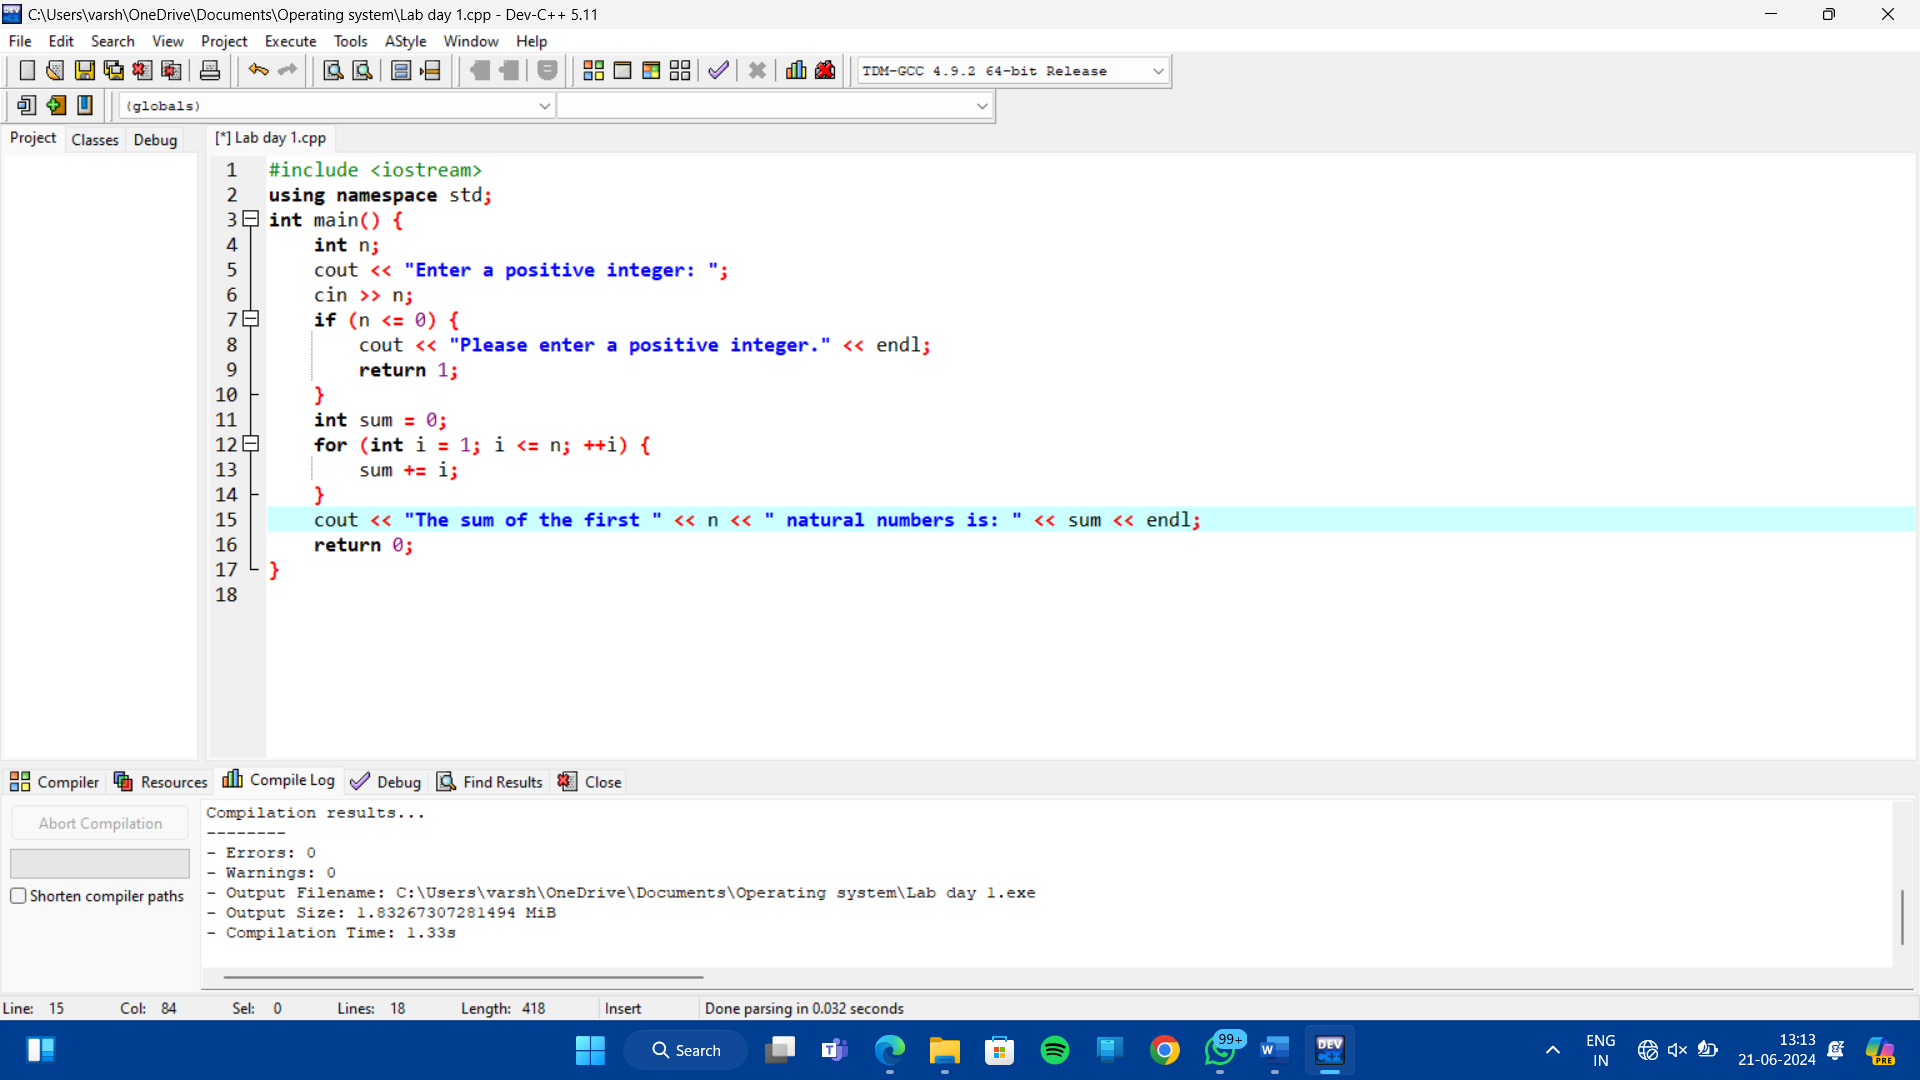 C:\Users\varsh\OneDrive\Documents\Operating system\Lab day 1.cpp - Dev-C++ 5.11
File Edit Search View Project Execute Tools AStyle Window Help
TDM-GCC 4.9.2 64-bit Release
(globals)
Project Classes Debug [*] Lab day 1.cpp
1 #include <iostream>
2 using namespace std;
3 int main() {
4 int n;
5 cout << "Enter a positive integer: ";
6 cin >> n;
7 if (n <= 0) {
8 cout << "Please enter a positive integer." << endl;
9 return 1;
10 }
11 int sum = 0;
12 for (int i = 1; i <= n; ++i) {
13 sum += i;
14 }
15 cout << "The sum of the first " << n << " natural numbers is: " << sum << endl;
16 return 0;
17 }
18
Compiler Resources Compile Log Debug Find Results Close
Abort Compilation
Shorten compiler paths
Compilation results...
--------
- Errors: 0
- Warnings: 0
- Output Filename: C:\Users\varsh\OneDrive\Documents\Operating system\Lab day 1.exe
- Output Size: 1.83267307281494 MiB
- Compilation Time: 1.33s
Line: 15 Col: 84 Sel: 0 Lines: 18 Length: 418 Insert Done parsing in 0.032 seconds
Search
99+
DEV
C++
ENG
IN
13:13
21-06-2024
PRE